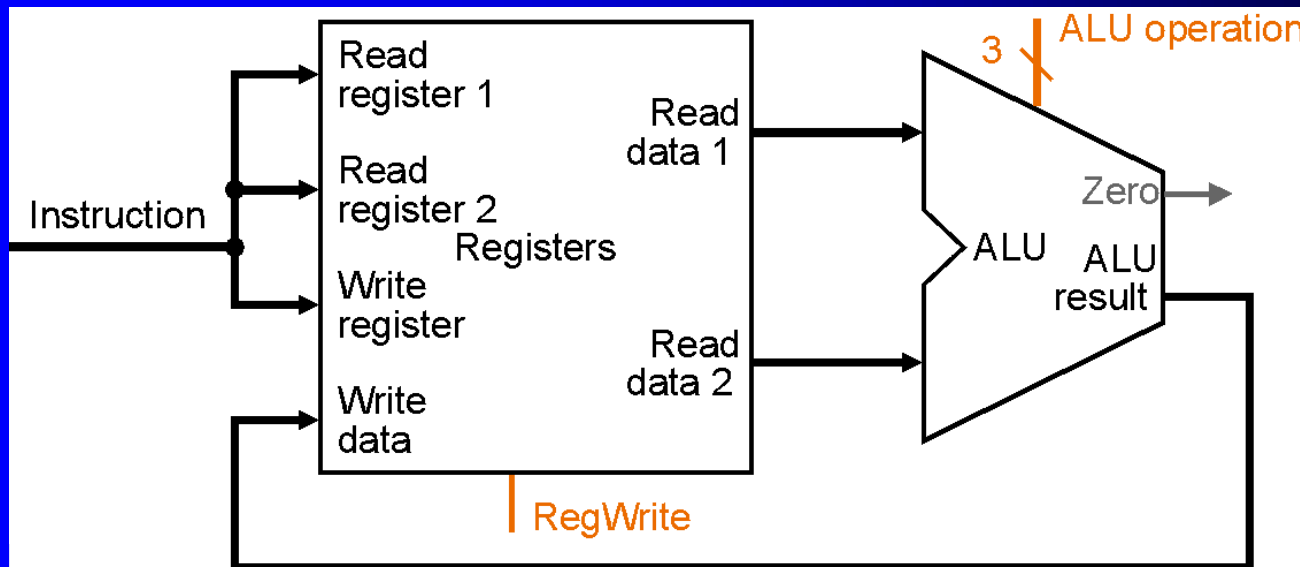 Instruction
Read
register 1
Read
register 2
Registers
Write
register
Write
data
Read
data 1
Read
data 2
RegWrite
3
ALU operation
Zero
ALU
ALU
result